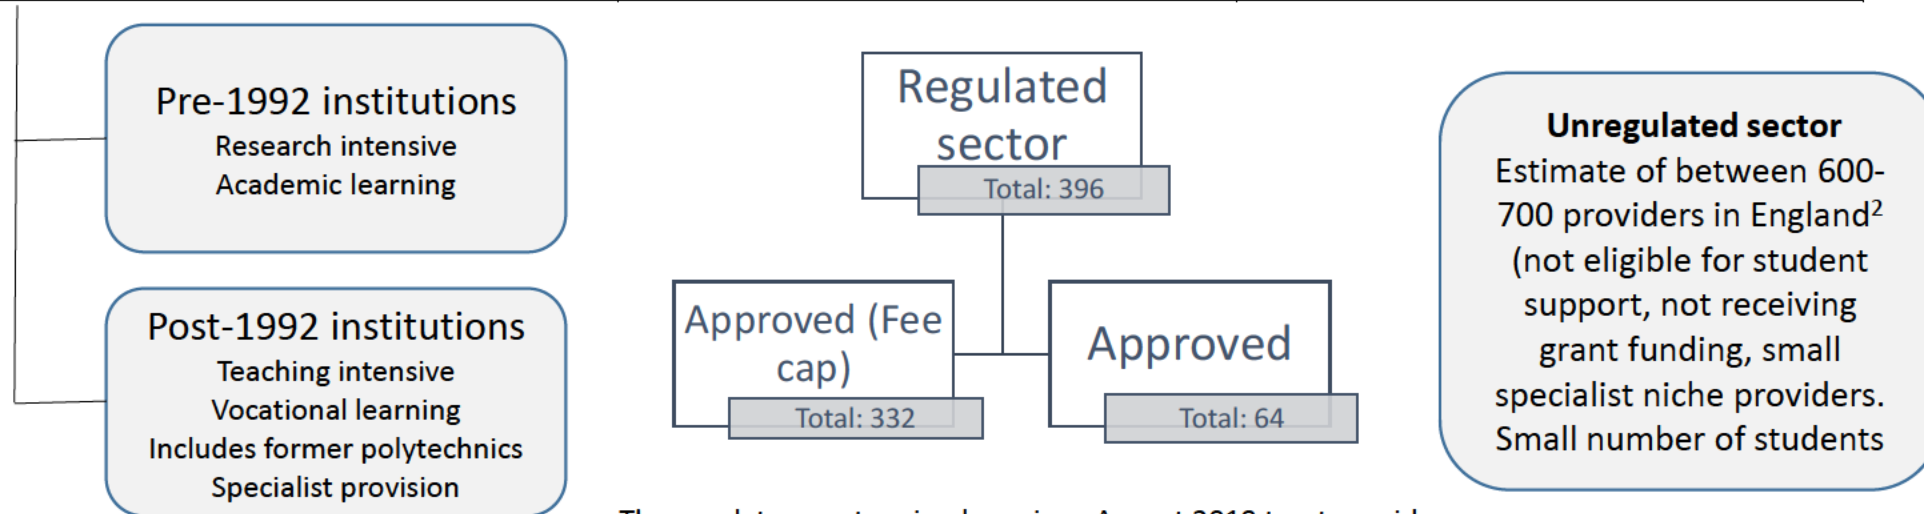 Pre-1992 institutions
Research intensive
Academic learning
Post-1992 institutions
Teaching intensive
Vocational learning
Includes former polytechnics
Specialist provision
Regulated
sector
Total: 396
Approved (Fee
cap)
Total: 332
Approved
Total: 64
Unregulated sector
Estimate of between 600-
700 providers in England²
(not eligible for student
support, not receiving
grant funding, small
specialist niche providers.
Small number of students